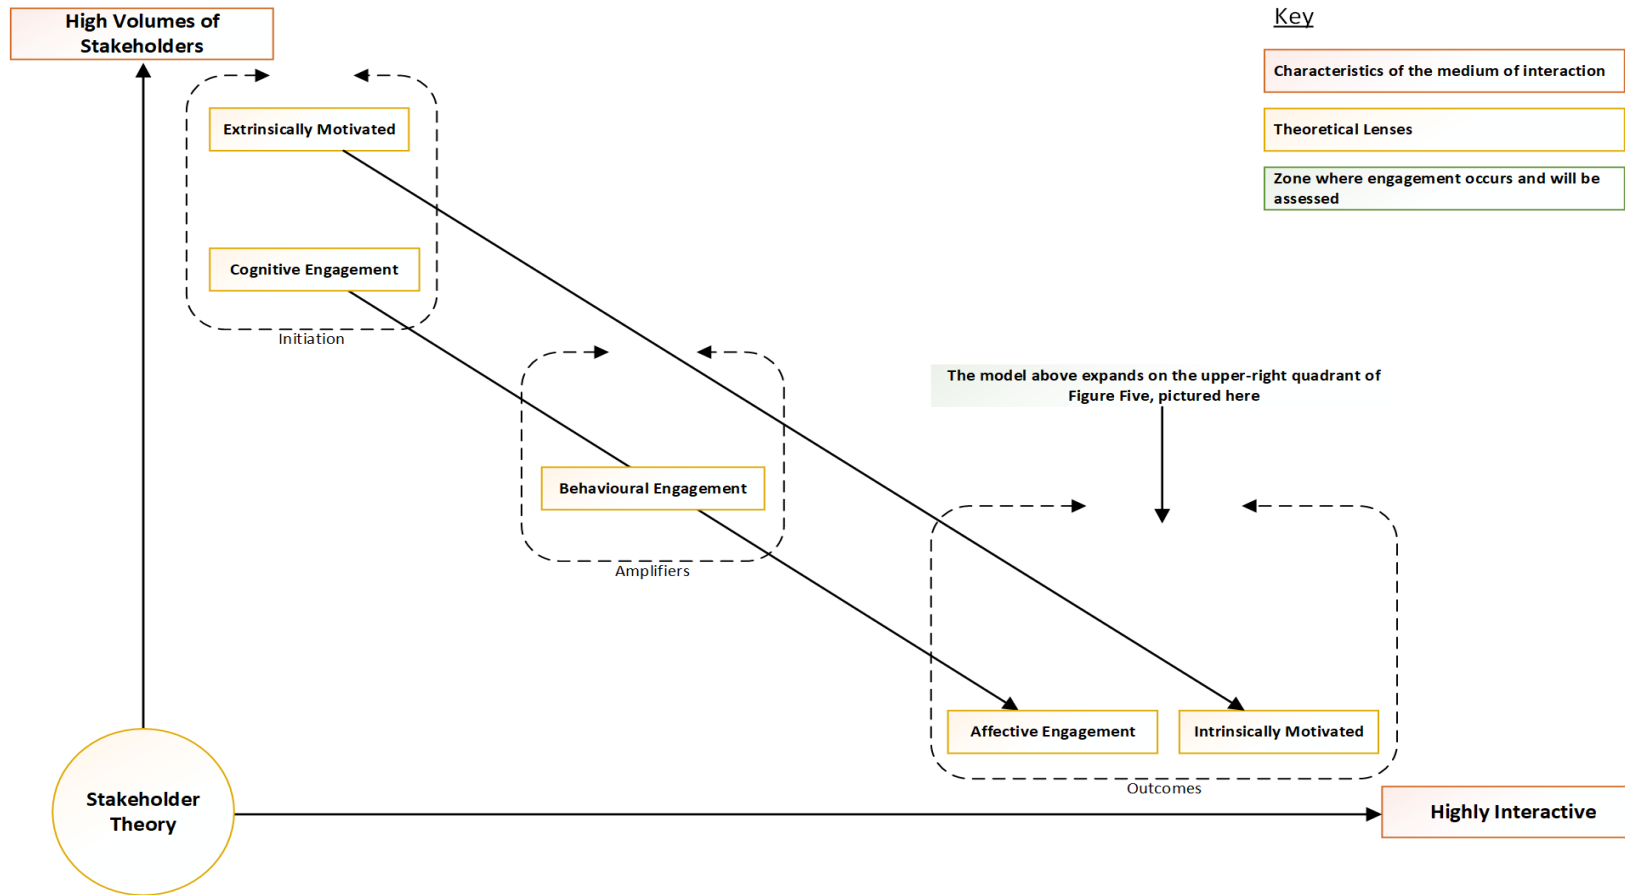 High Volumes of
Stakeholders
Key
Characteristics of the medium of interaction
Theoretical Lenses
Zone where engagement occurs and will be
assessed
Extrinsically Motivated
Cognitive Engagement
Initiation
Behavioural Engagement
Amplifiers
The model above expands on the upper-right quadrant of
Figure Five, pictured here
Affective Engagement
Intrinsically Motivated
Outcomes
Stakeholder
Theory
Highly Interactive